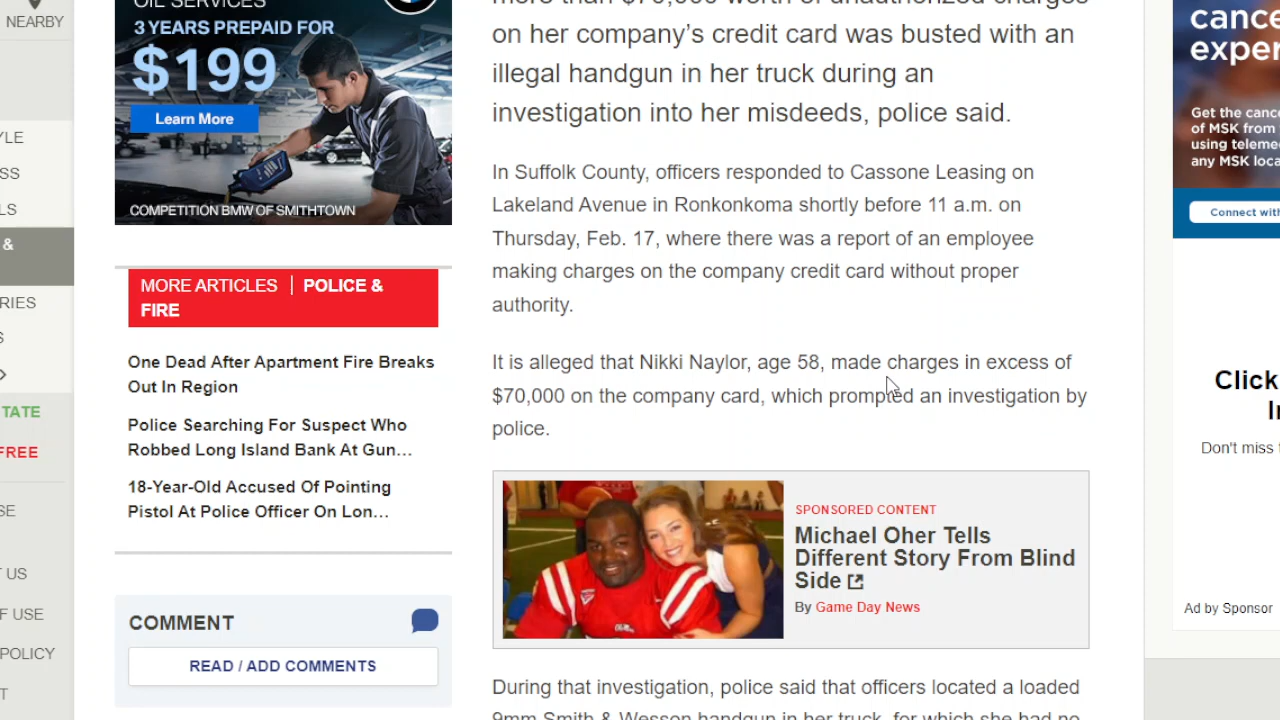 NEARBY
YLE
SS
LS
&
RIES
S
TATE
FREE
SE
T US
F USE
POLICY
T
OIL SERVICES
3 YEARS PREPAID FOR
$199
Learn More
COMPETITION BMW OF SMITHTOWN
MORE ARTICLES | POLICE &
FIRE
One Dead After Apartment Fire Breaks
Out In Region
Police Searching For Suspect Who
Robbed Long Island Bank At Gun...
18-Year-Old Accused Of Pointing
Pistol At Police Officer On Lon...
COMMENT
READ / ADD COMMENTS
more than $70,000 worth of unauthorized charges
on her company's credit card was busted with an
illegal handgun in her truck during an
investigation into her misdeeds, police said.
In Suffolk County, officers responded to Cassone Leasing on
Lakeland Avenue in Ronkonkoma shortly before 11 a.m. on
Thursday, Feb. 17, where there was a report of an employee
making charges on the company credit card without proper
authority.
It is alleged that Nikki Naylor, age 58, made charges in excess of
$70,000 on the company card, which prompted an investigation by
police.
SPONSORED CONTENT
Michael Oher Tells
Different Story From Blind
Side
By Game Day News
During that investigation, police said that officers located a loaded
9mm Smith & Wesson handgun in her truck, for which she had no
cance
exper
Get the cance
of MSK from
using teleme
any MSK loca
Connect with
Click
I
Don't miss
Ad by Sponsor